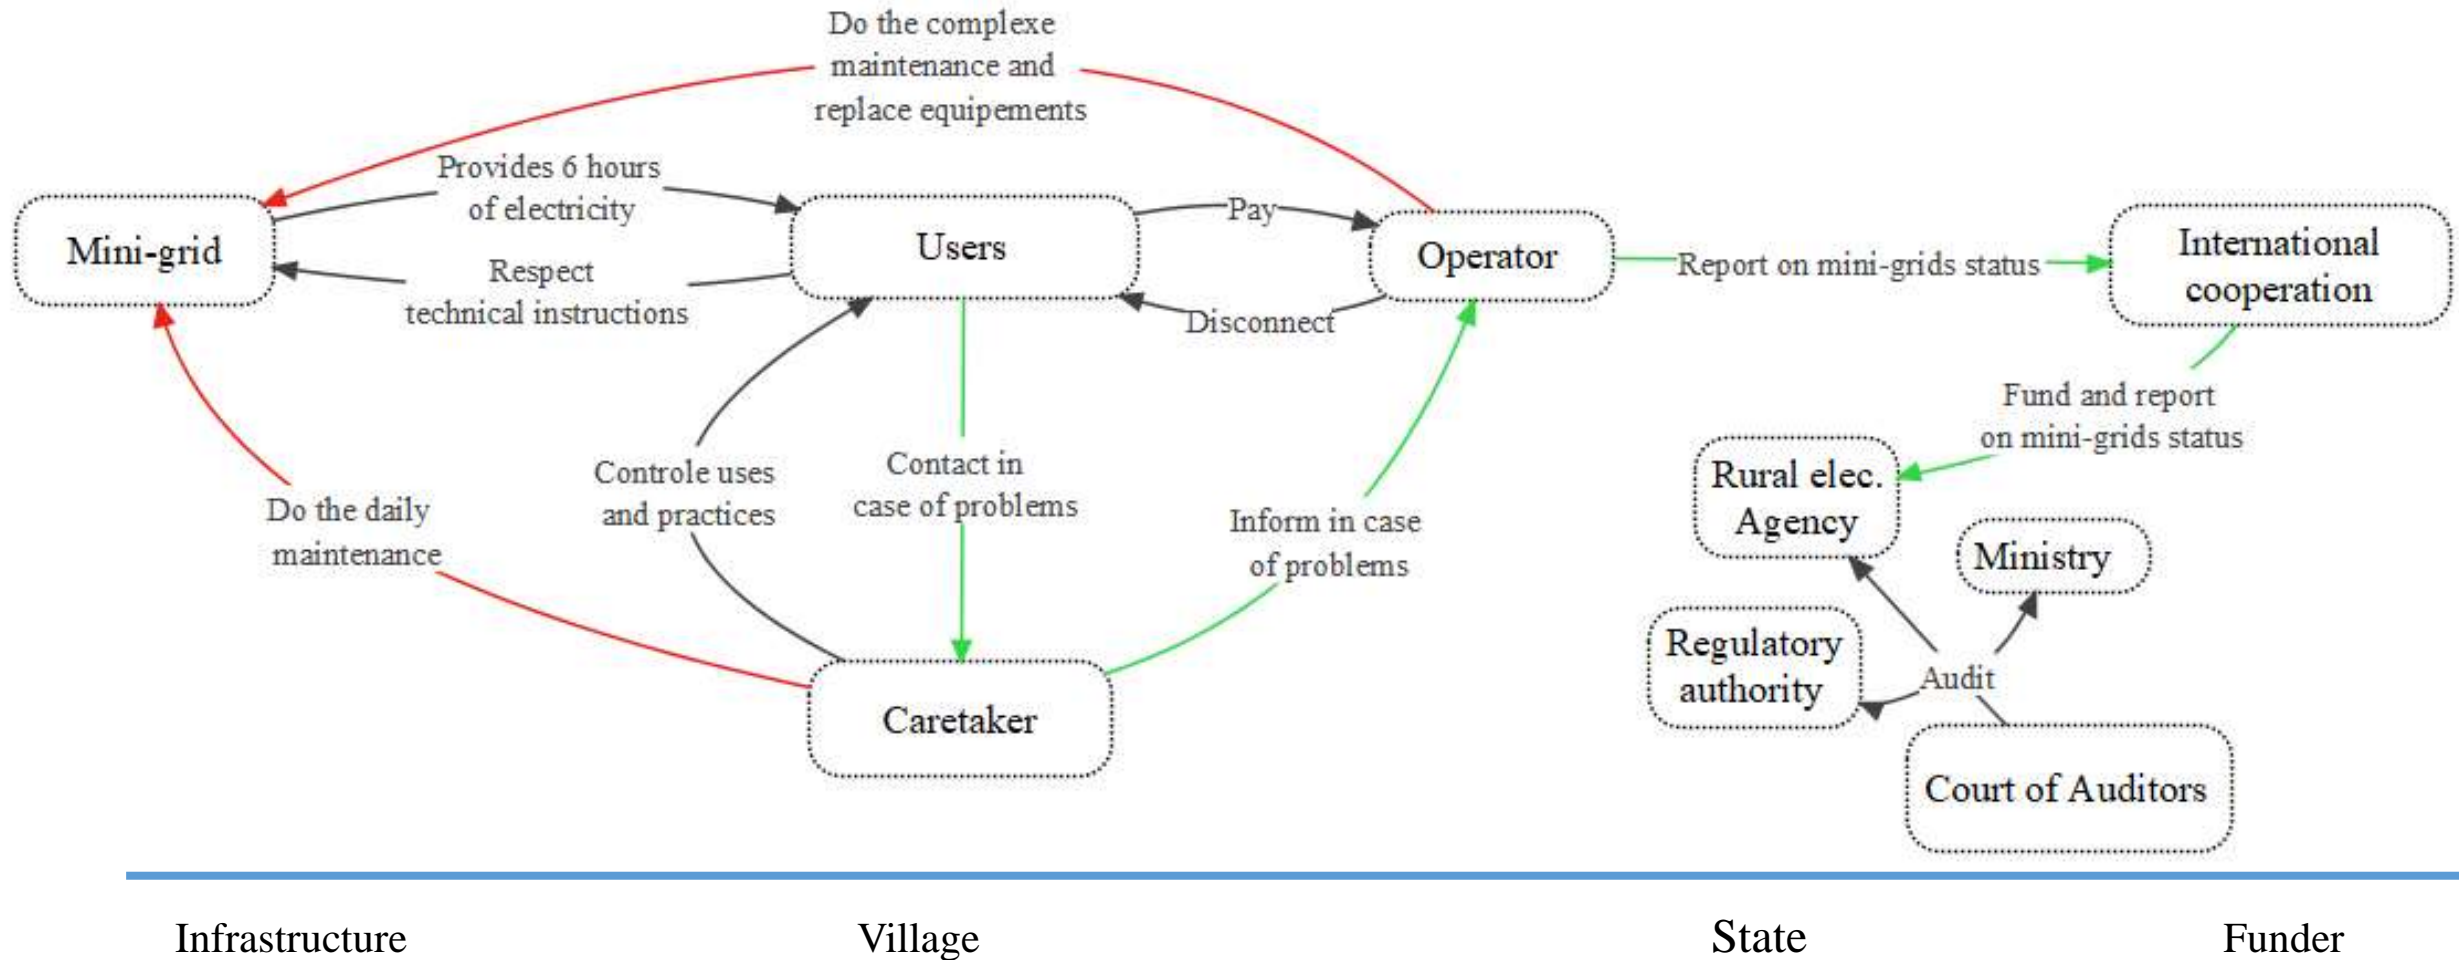 Do the complexe
maintenance and
replace equipements
Provides 6 hours
of electricity
Mini-grid
Users
Pay
Operator
Report on mini-grids status
International
cooperation
Respect
technical instructions
Disconnect
Fund and report
on mini-grids status
Controle uses
and practices
Contact in
case of problems
Inform in case
of problems
Do the daily
maintenance
Rural elec.
Agency
Ministry
Regulatory
authority
Audit
Caretaker
Court of Auditors
Infrastructure
Village
State
Funder